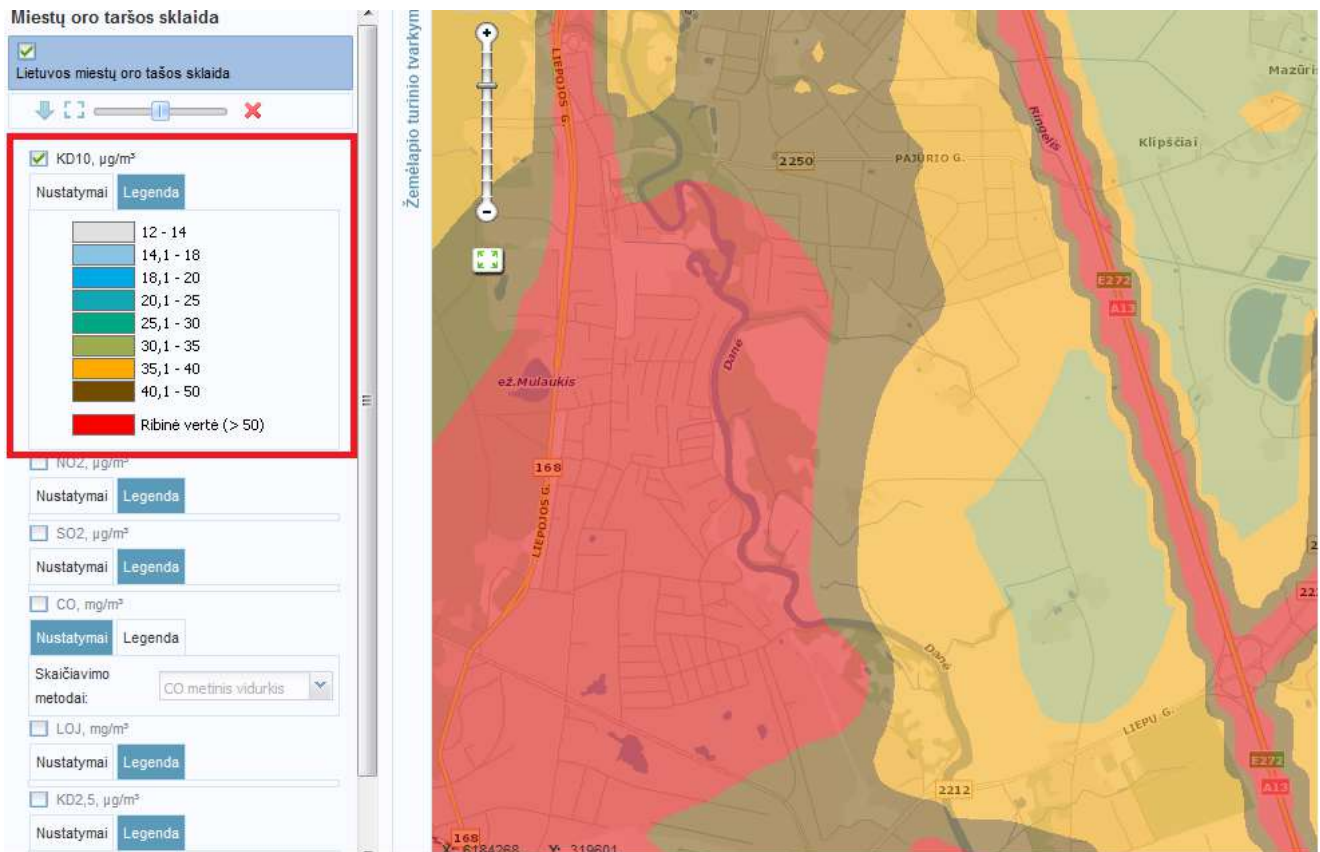 Miestų oro taršos sklaida
Lietuvos miestų oro tašos sklaida
KD10, µg/m³
Nustatymai Legenda
12 - 14
14,1 - 18
18,1 - 20
20,1 - 25
25,1 - 30
30,1 - 35
35,1 - 40
40,1 - 50
Ribinė vertė (> 50)
NO2, µg/m³
Nustatymai Legenda
SO2, µg/m³
Nustatymai Legenda
CO, mg/m³
Nustatymai Legenda
Skaičiavimo
metodai:
CO metinis vidurkis
LOJ, mg/m³
Nustatymai Legenda
KD2,5, µg/m³
Nustatymai Legenda
Žemėlapio turinio tvarkym
LIEPOJOS G.
2250
PAJŪRIO G.
Ringelis
Mazūri
Klipščiai
E272
A13
Danė
ež.Mulaukis
168
LIEPOJOS G.
Danė
LIEPŲ G.
2212
E272
A13
2
22
168
X: 6184268 Y: 319601